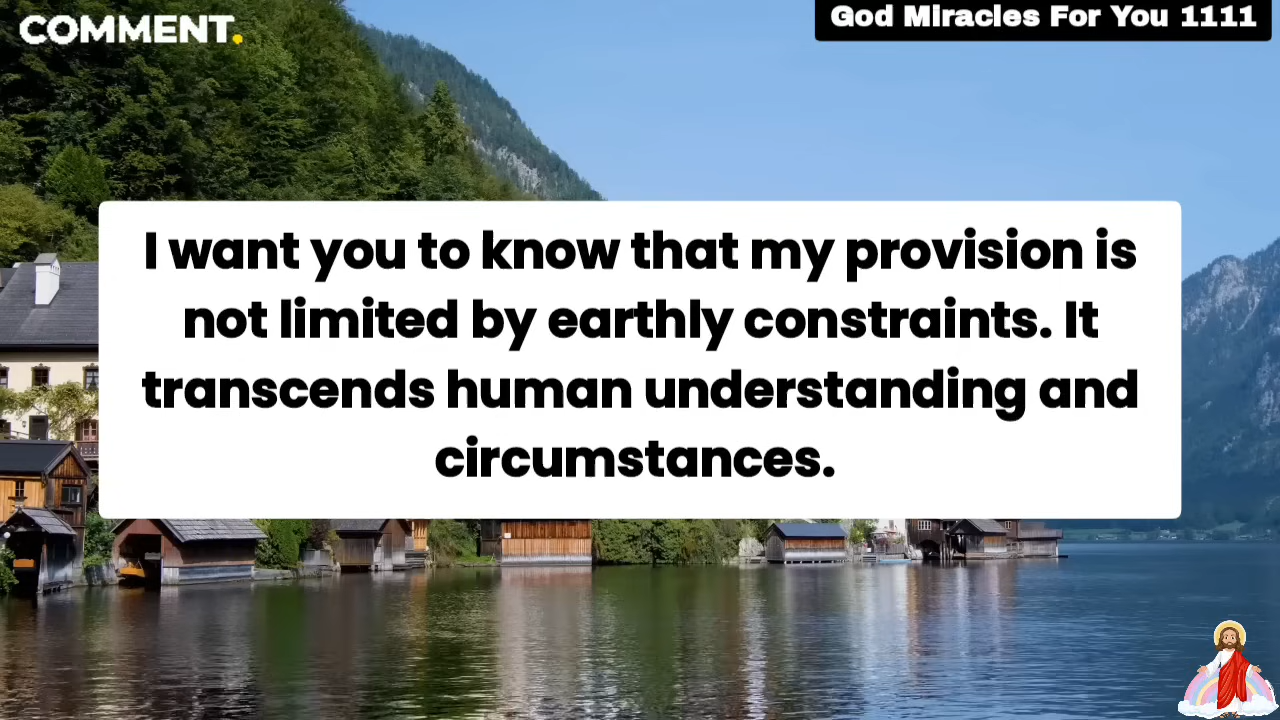 COMMENT.
God Miracles For You 1111
I want you to know that my provision is
not limited by earthly constraints. It
transcends human understanding and
circumstances.